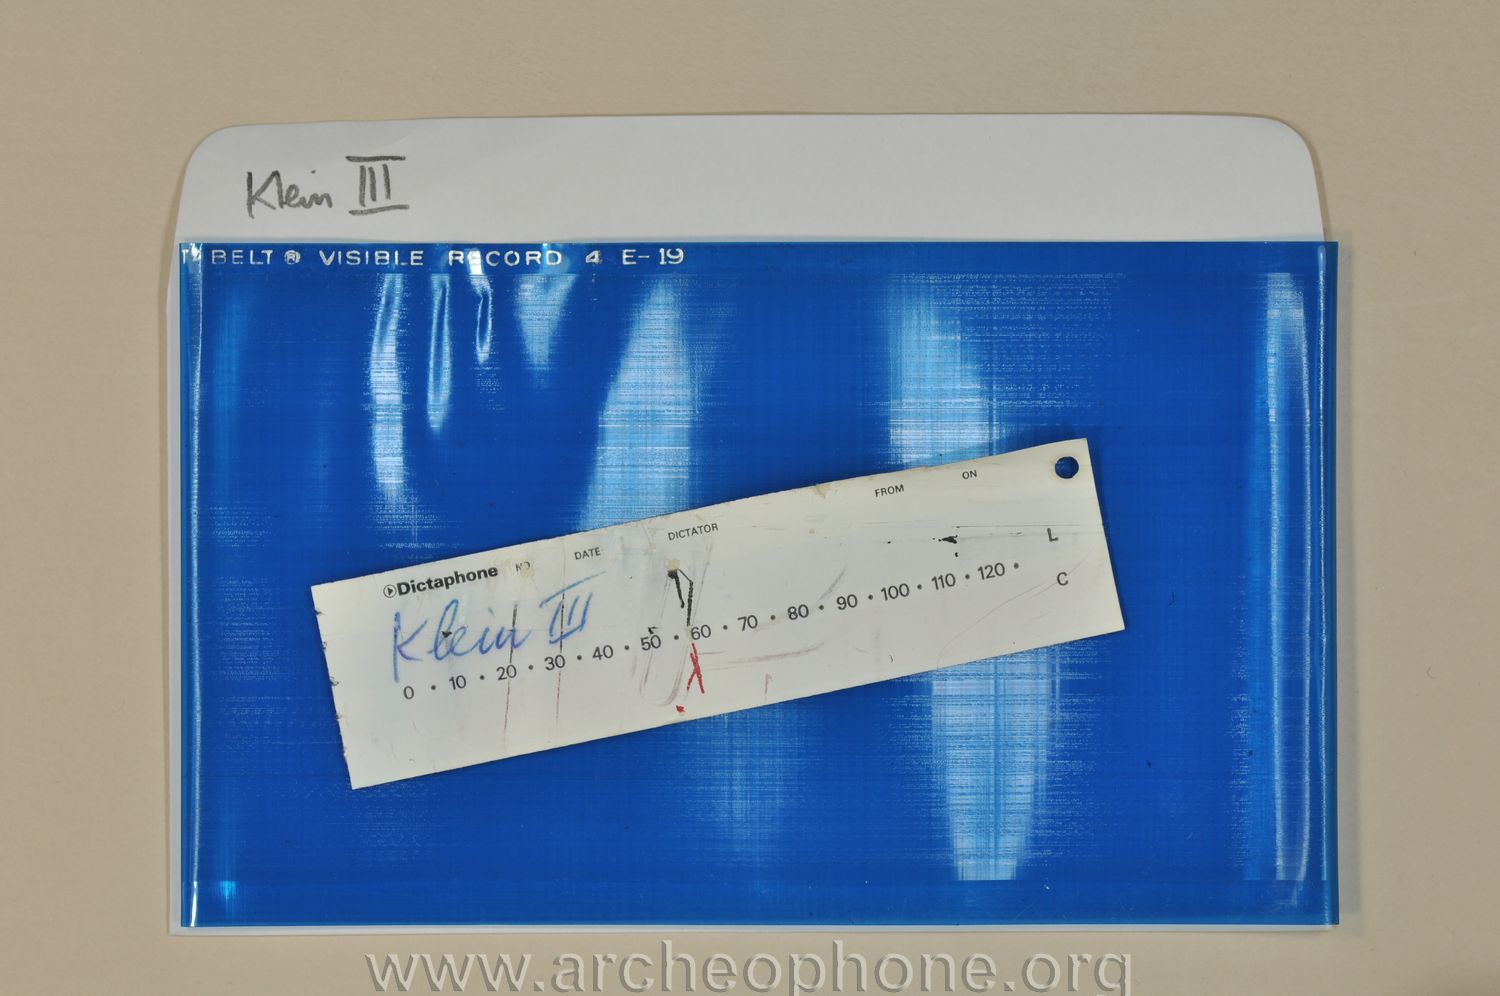 Klein III
BELT® VISIBLE RECORD 4 E-19
Dictaphone NO. DATE DICTATOR FROM ON
Klein III
L
0 • 10 • 20 • 30 • 40 • 50 • 60 • 70 • 80 • 90 • 100 • 110 • 120 •
C
www.archeophone.org